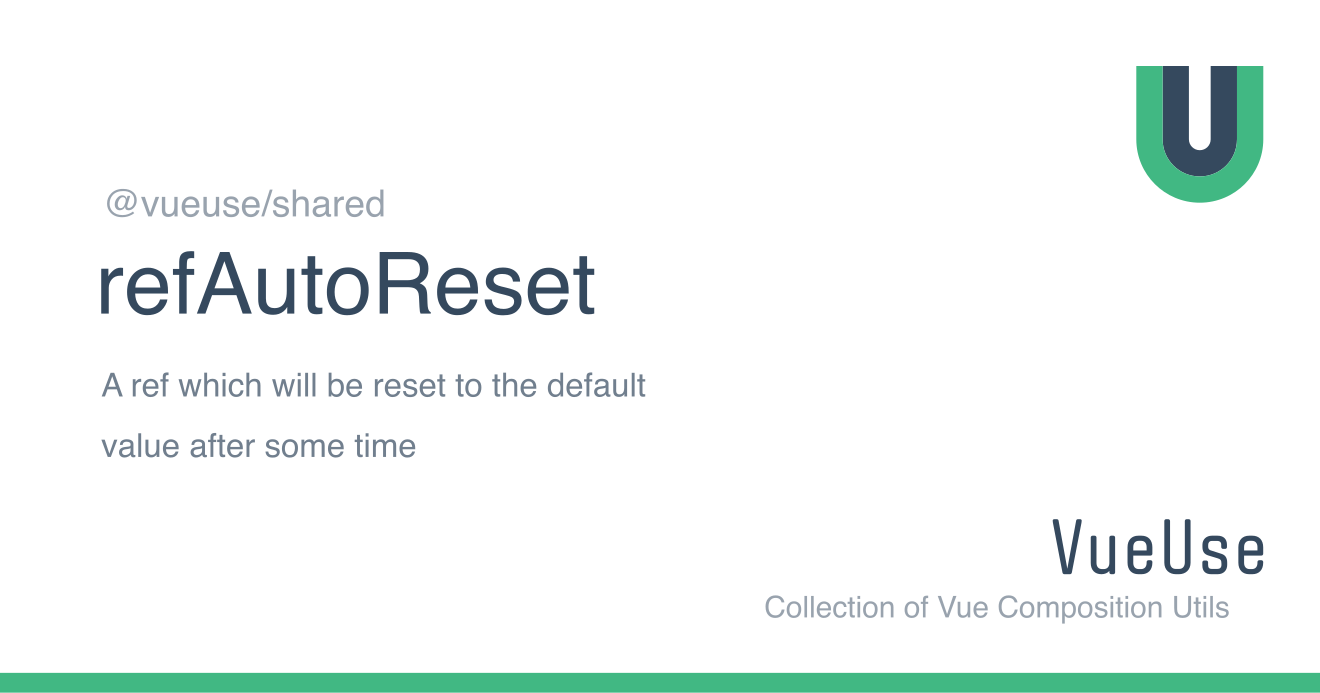 @vueuse/shared
refAutoReset
A ref which will be reset to the default
value after some time
VueUse
Collection of Vue Composition Utils